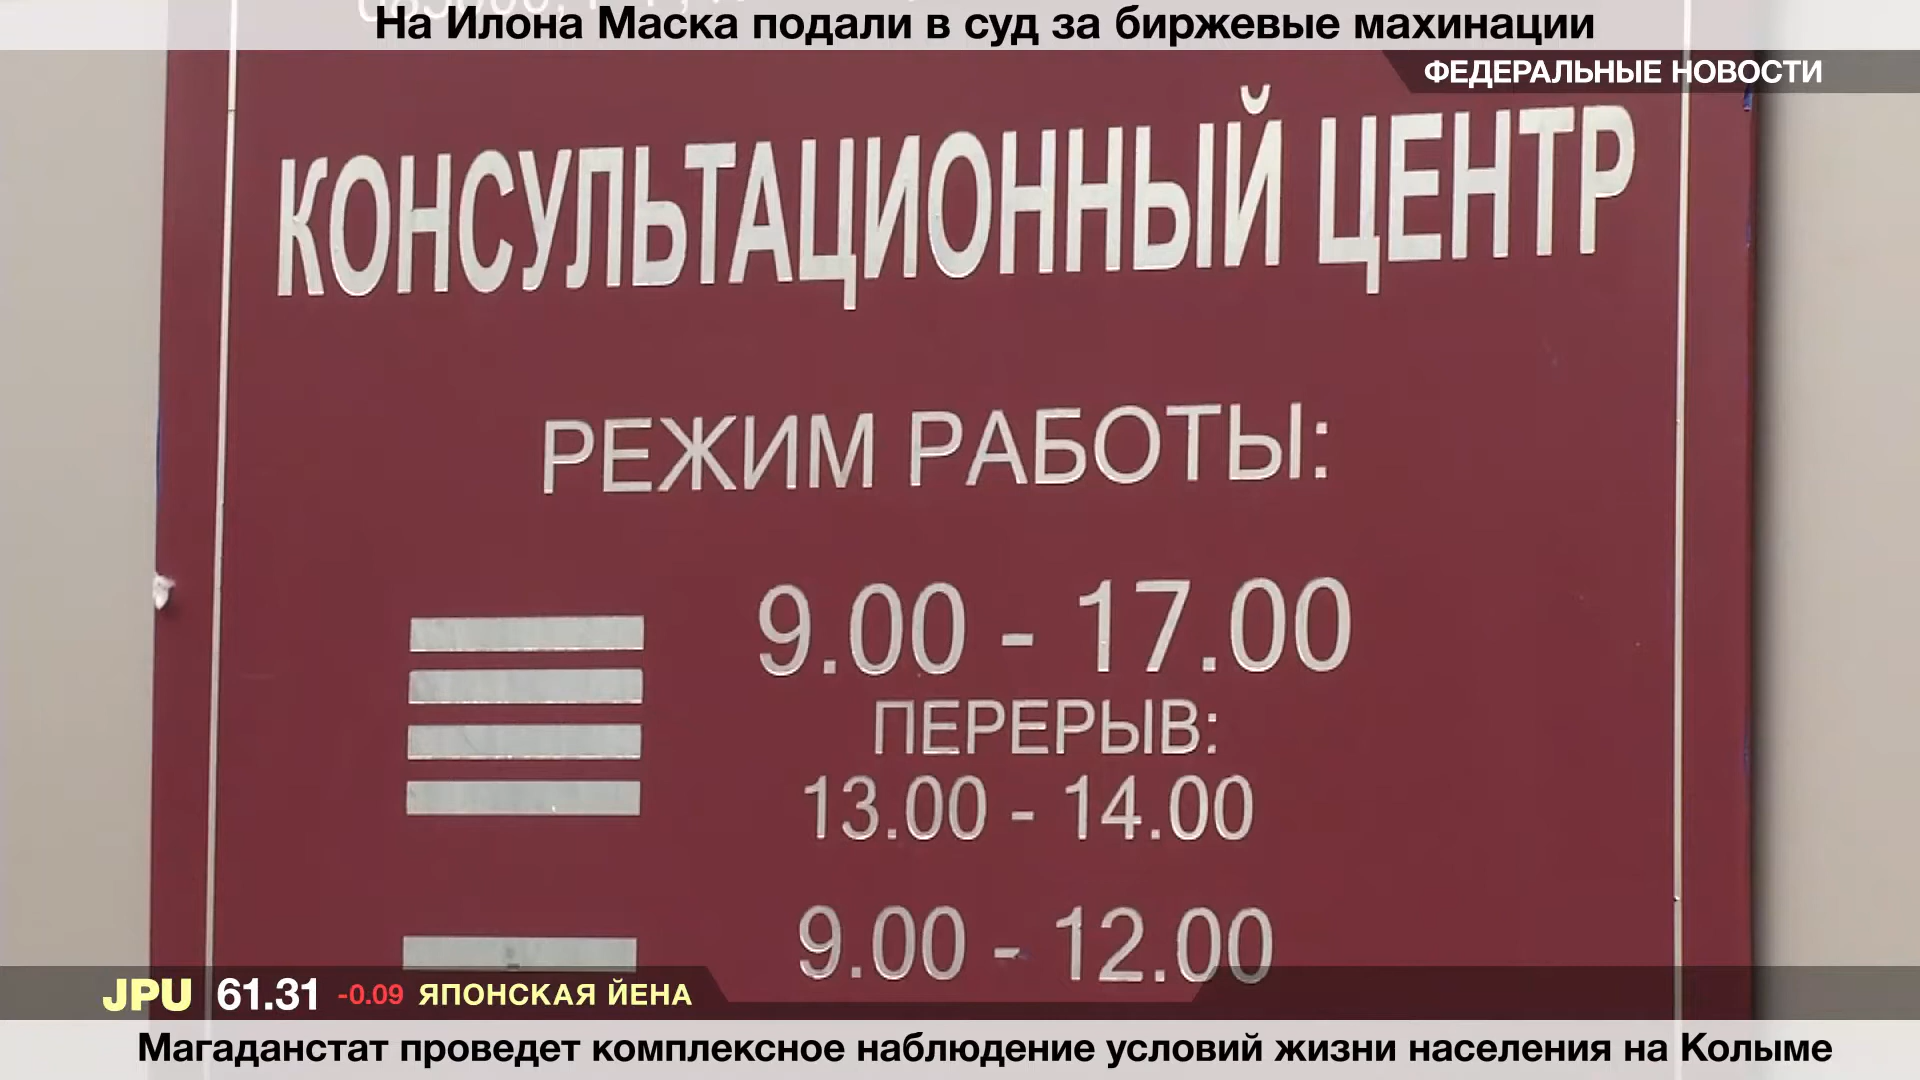 На Илона Маска подали в суд за биржевые махинации
ФЕДЕРАЛЬНЫЕ НОВОСТИ
КОНСУЛЬТАЦИОННЫЙ ЦЕНТР
РЕЖИМ РАБОТЫ:
9.00 - 17.00
ПЕРЕРЫВ:
13.00 - 14.00
9.00 - 12.00
JPU 61.31 -0.09 ЯПОНСКАЯ ЙЕНА
Магаданстат проведет комплексное наблюдение условий жизни населения на Колыме